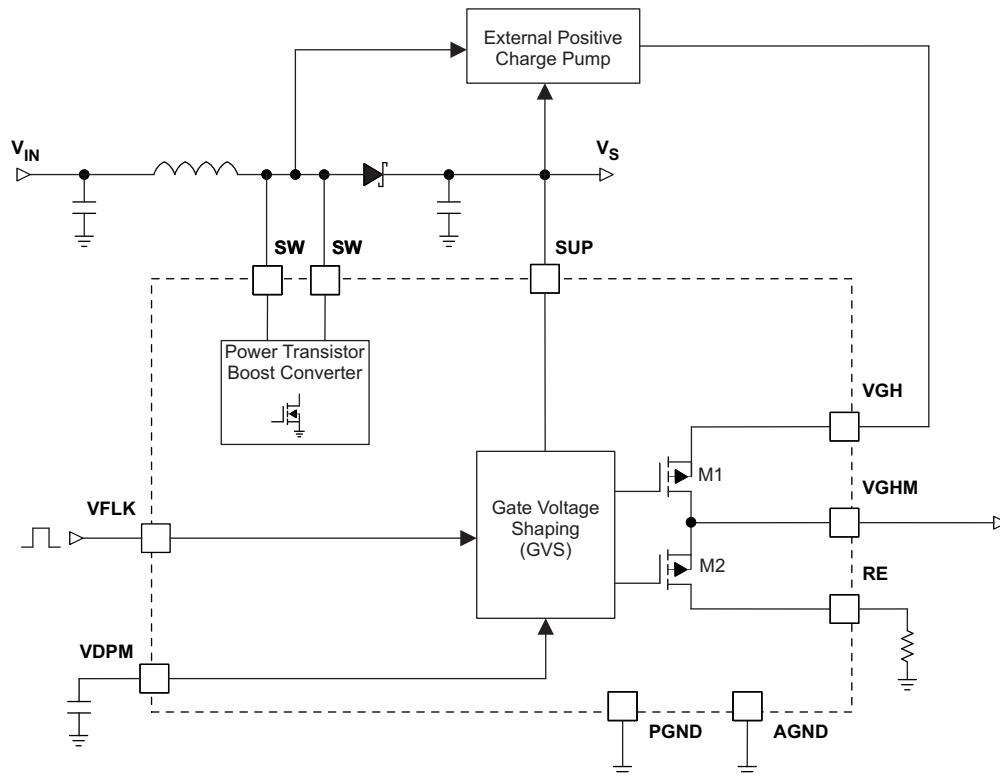 External Positive
Charge Pump
VIN
VS
SW
SW
SUP
Power Transistor
Boost Converter
VGH
M1
VFLK
Gate Voltage
Shaping
(GVS)
VGHM
M2
RE
VDPM
PGND
AGND